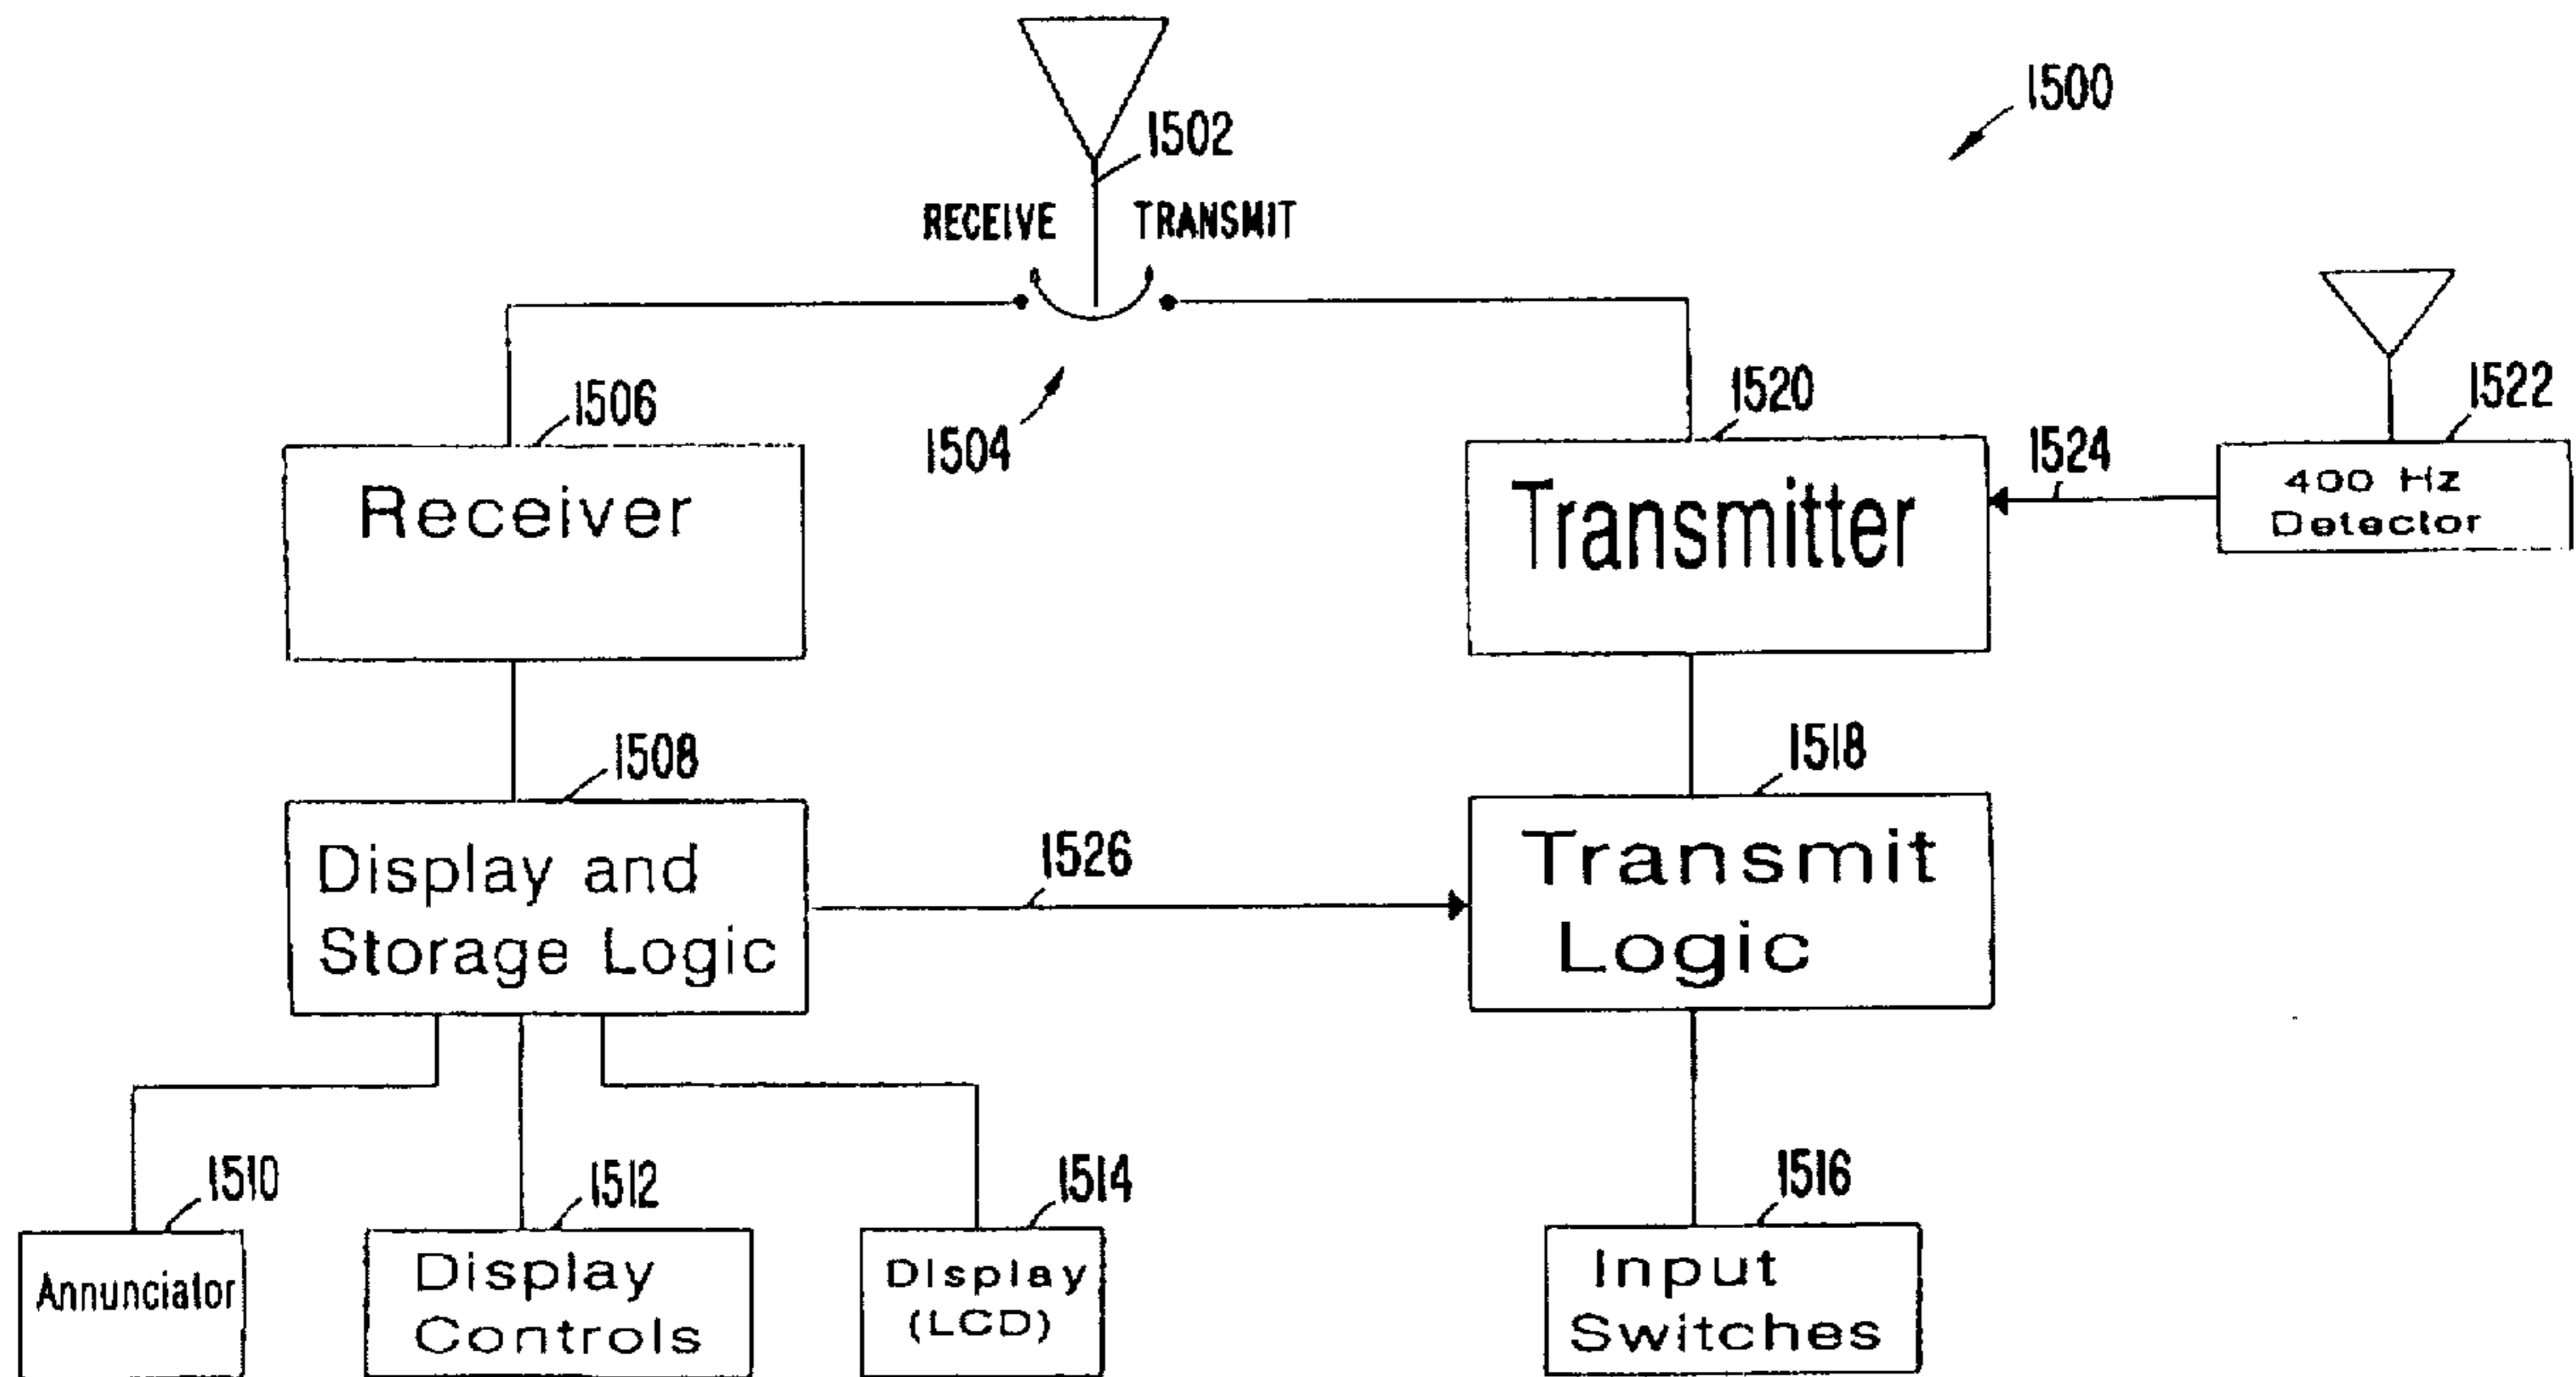 1500
1502
RECEIVE TRANSMIT
1504
1506
Receiver
1520
Transmitter
1524
1522
400 Hz
Detector
1508
Display and
Storage Logic
1526
1518
Transmit
Logic
1510
Annunciator
1512
Display
Controls
1514
Display
(LCD)
1516
Input
Switches